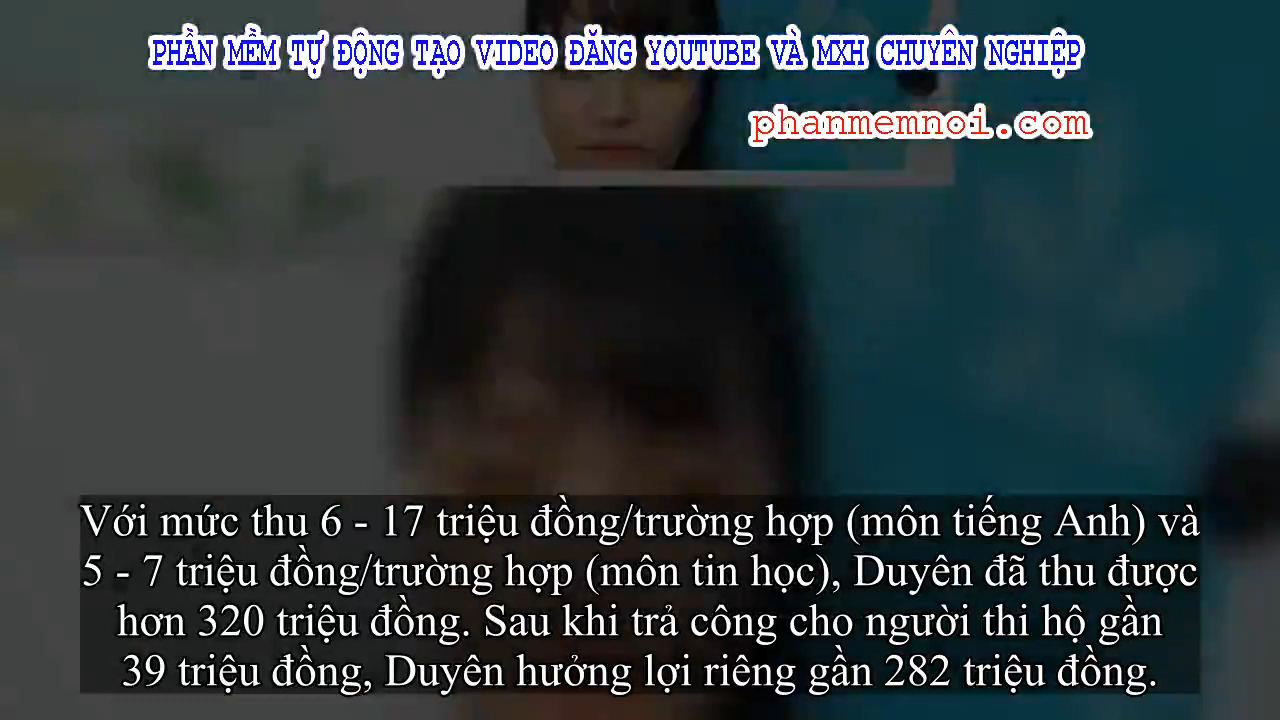 PHẦN MỀM TỰ ĐỘNG TẠO VIDEO ĐĂNG YOUTUBE VÀ MXH CHUYÊN NGHIỆP
phanmemnoi.com
Với mức thu 6 - 17 triệu đồng/trường hợp (môn tiếng Anh) và
5 - 7 triệu đồng/trường hợp (môn tin học), Duyên đã thu được
hơn 320 triệu đồng. Sau khi trả công cho người thi hộ gần
39 triệu đồng, Duyên hưởng lợi riêng gần 282 triệu đồng.